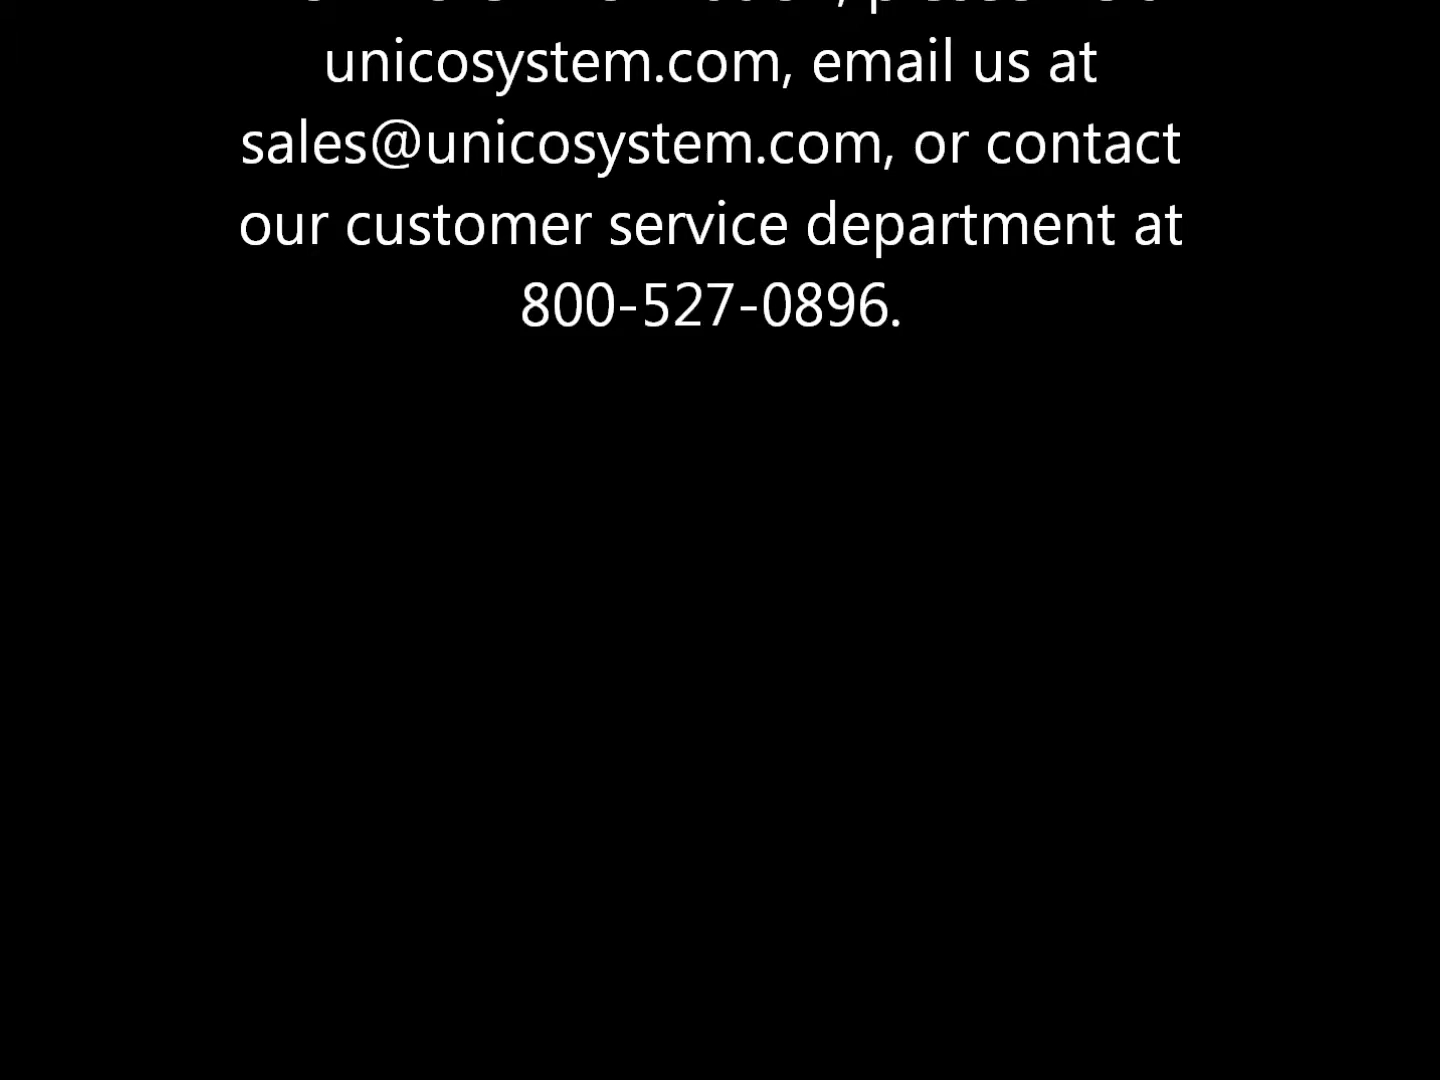 unicosystem.com, email us at
sales@unicosystem.com, or contact
our customer service department at
800-527-0896.